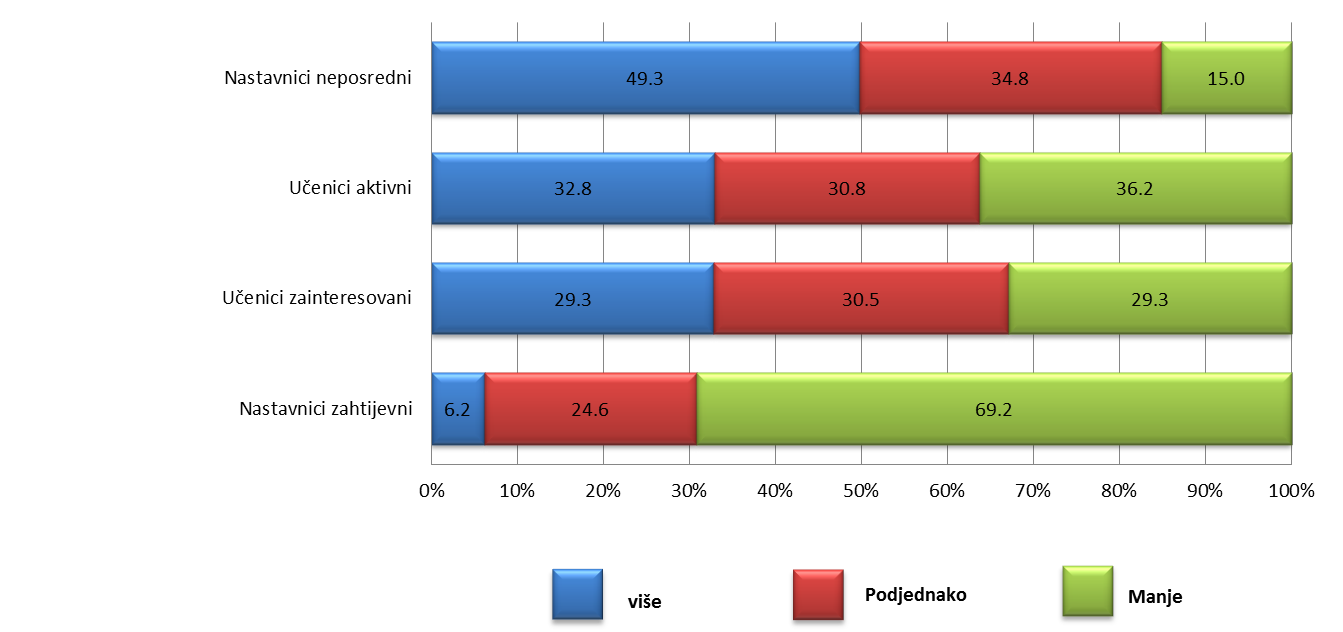 Nastavnici neposredni 49.3 34.8 15.0
Učenici aktivni 32.8 30.8 36.2
Učenici zainteresovani 29.3 30.5 29.3
Nastavnici zahtijevni 6.2 24.6 69.2
0% 10% 20% 30% 40% 50% 60% 70% 80% 90% 100%
više Podjednako Manje